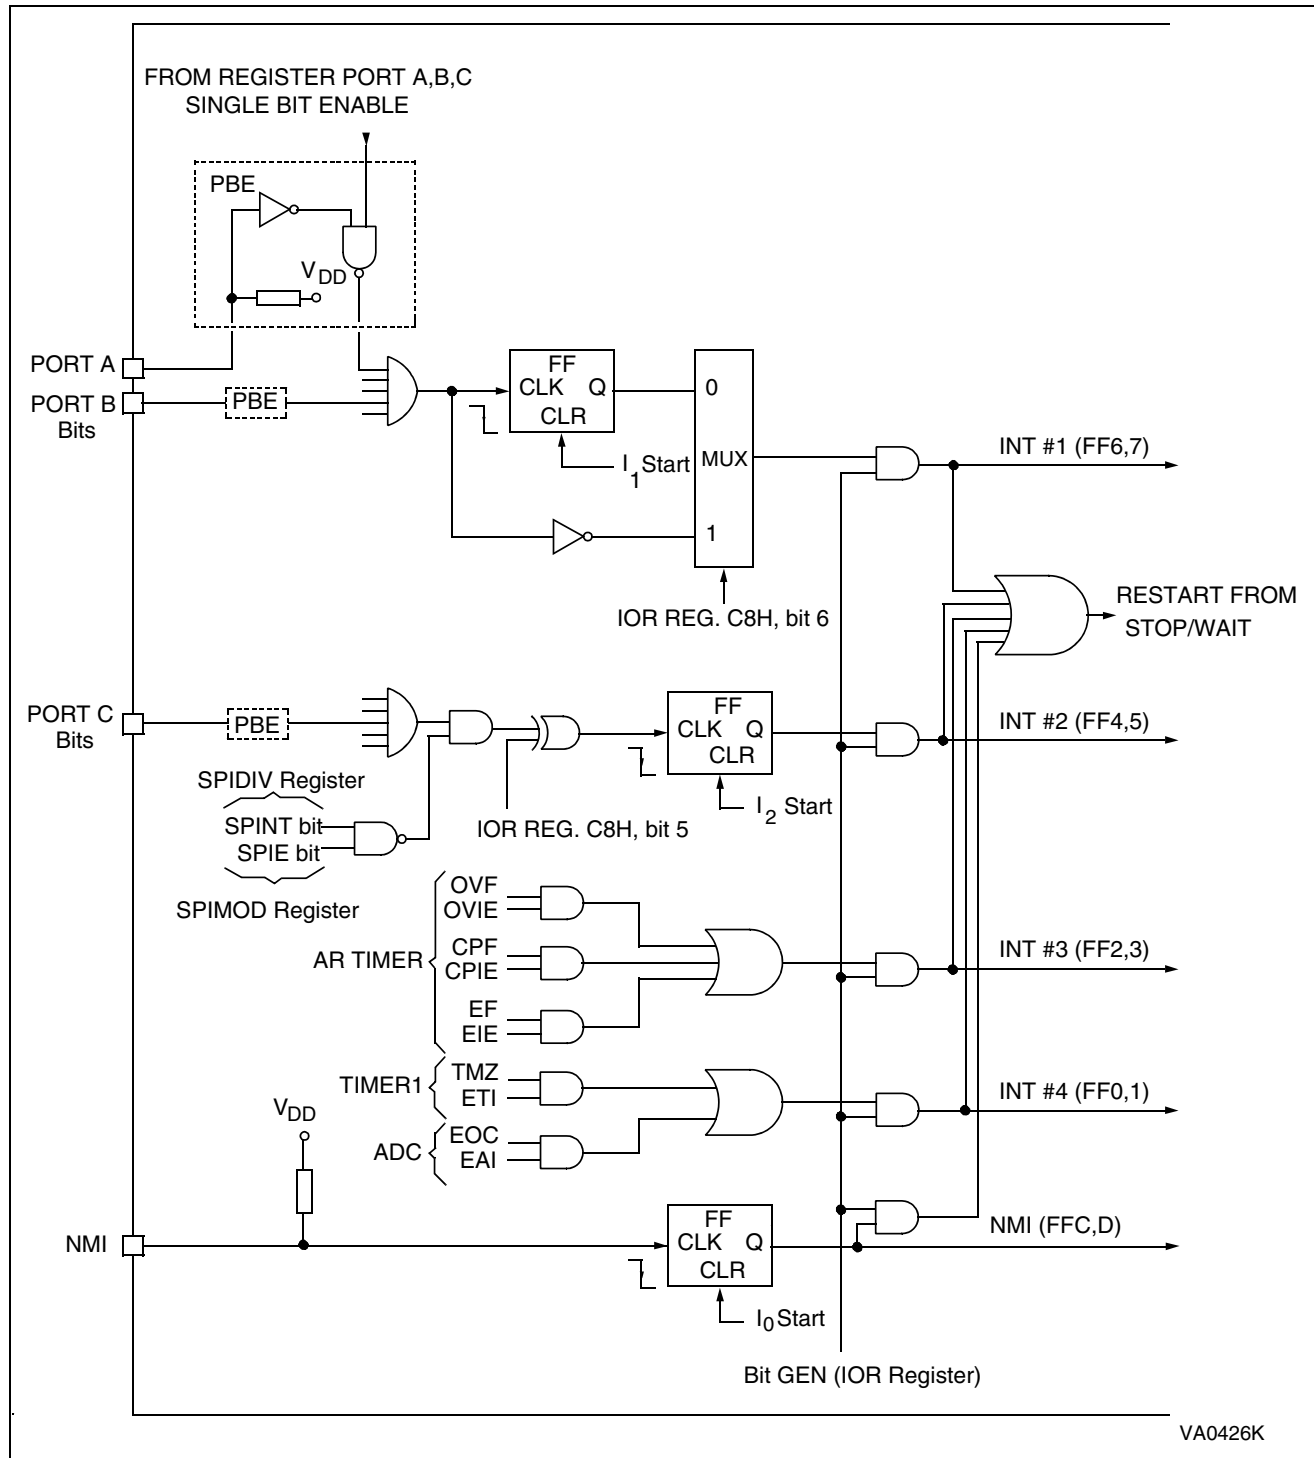 FROM REGISTER PORT A,B,C
SINGLE BIT ENABLE
PBE
VDD
PORT A
PORT B
Bits
PBE
FF
CLK Q
CLR
I1 Start
0
MUX
1
IOR REG. C8H, bit 6
INT #1 (FF6,7)
RESTART FROM
STOP/WAIT
PORT C
Bits
PBE
FF
CLK Q
CLR
I2 Start
INT #2 (FF4,5)
SPIDIV Register
SPINT bit
SPIE bit
SPIMOD Register
IOR REG. C8H, bit 5
AR TIMER
OVF
OVIE
CPF
CPIE
EF
EIE
INT #3 (FF2,3)
TIMER1
TMZ
ETI
ADC
EOC
EAI
INT #4 (FF0,1)
VDD
NMI
FF
CLK Q
CLR
I0 Start
NMI (FFC,D)
Bit GEN (IOR Register)
VA0426K